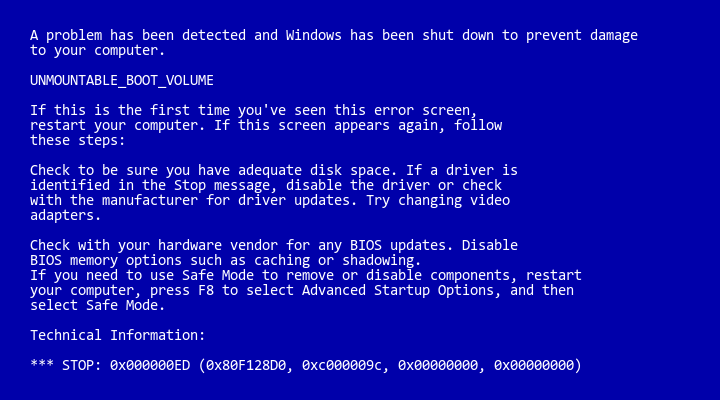 A problem has been detected and Windows has been shut down to prevent damage
to your computer.
UNMOUNTABLE_BOOT_VOLUME
If this is the first time you've seen this error screen,
restart your computer. If this screen appears again, follow
these steps:
Check to be sure you have adequate disk space. If a driver is
identified in the Stop message, disable the driver or check
with the manufacturer for driver updates. Try changing video
adapters.
Check with your hardware vendor for any BIOS updates. Disable
BIOS memory options such as caching or shadowing.
If you need to use Safe Mode to remove or disable components, restart
your computer, press F8 to select Advanced Startup Options, and then
select Safe Mode.
Technical Information:
*** STOP: 0x000000ED (0x80F128D0, 0xc000009c, 0x00000000, 0x00000000)